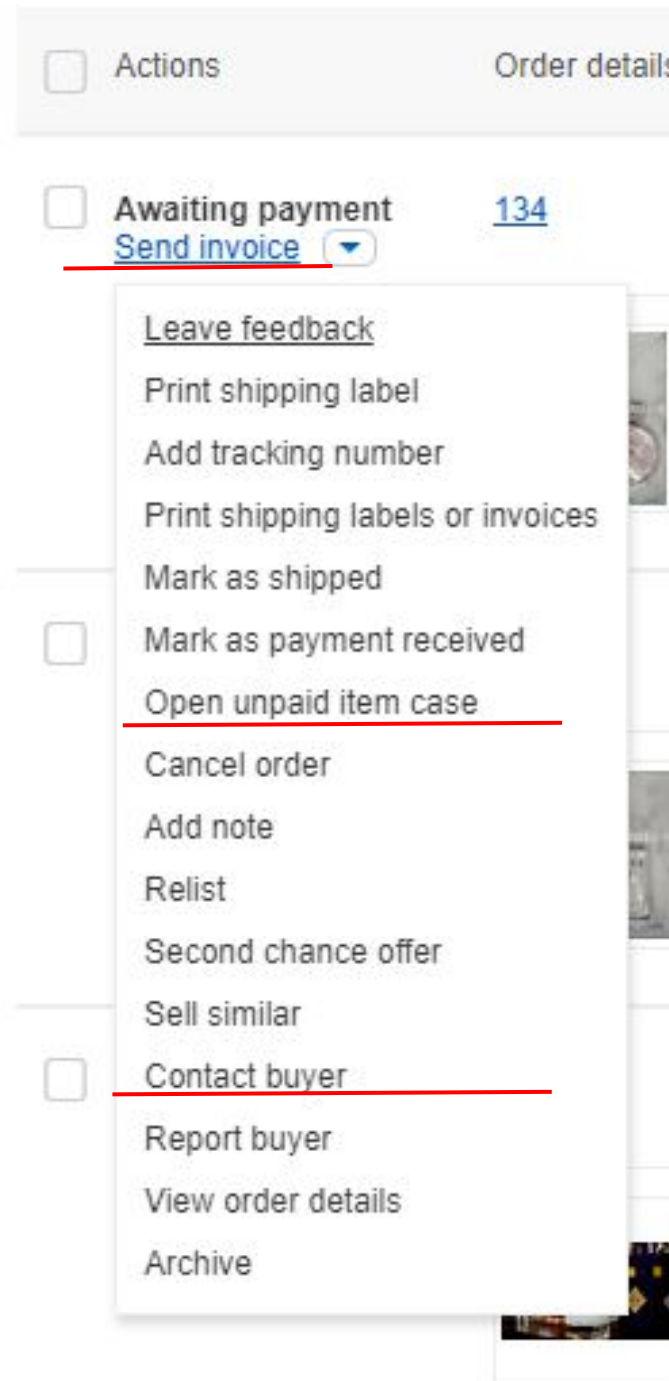 Actions Order details
Awaiting payment 134
Send invoice
Leave feedback
Print shipping label
Add tracking number
Print shipping labels or invoices
Mark as shipped
Mark as payment received
Open unpaid item case
Cancel order
Add note
Relist
Second chance offer
Sell similar
Contact buyer
Report buyer
View order details
Archive